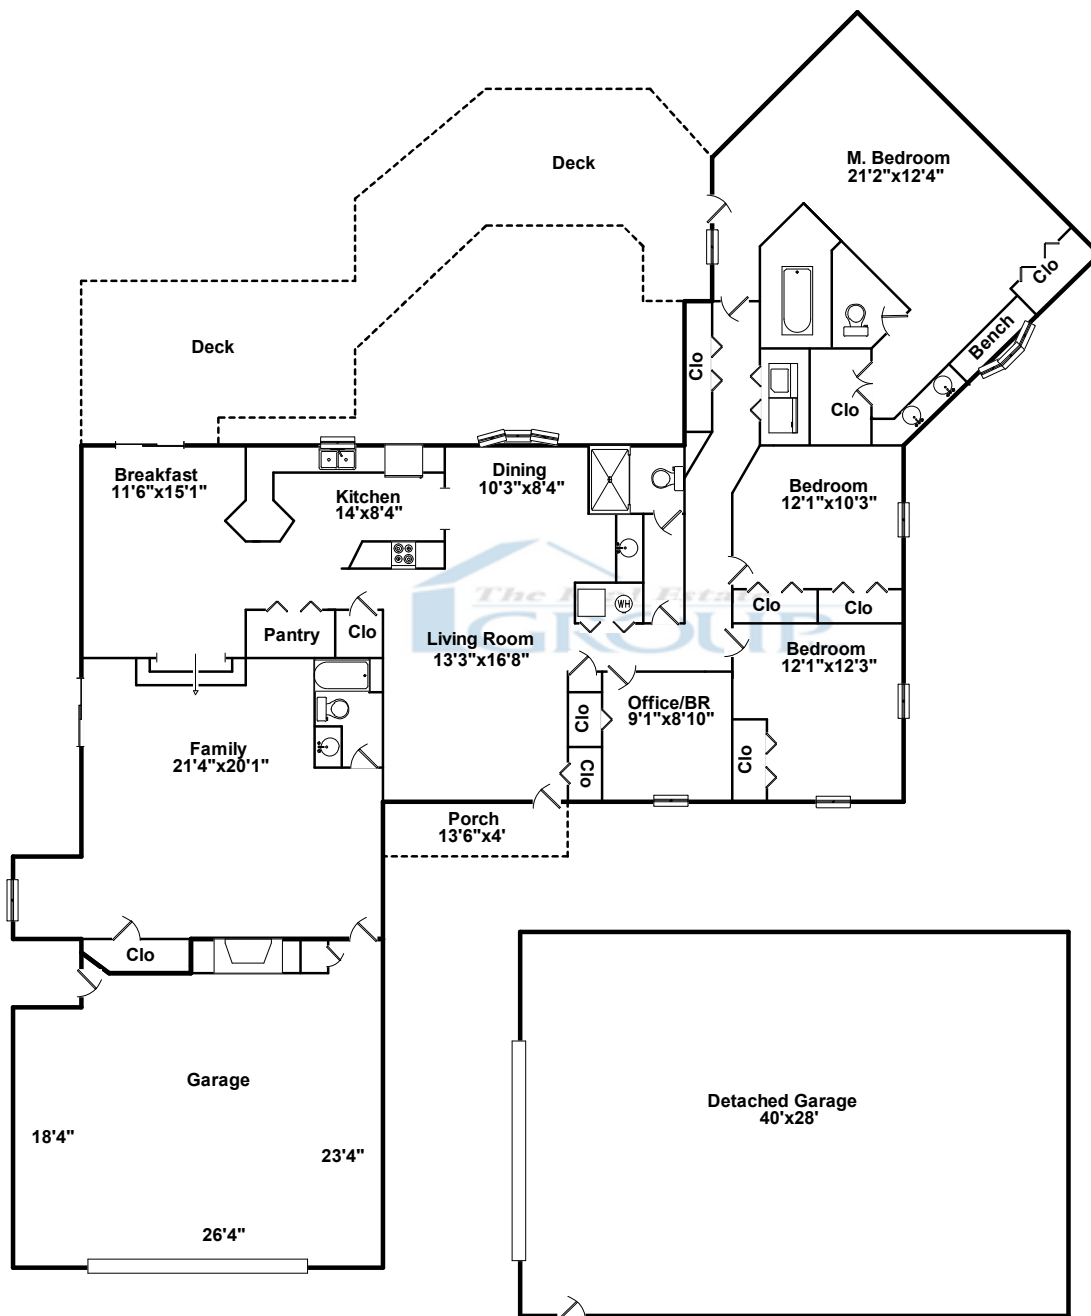 Deck
M. Bedroom
21'2"x12'4"
Clo
Bench
Deck
Clo
Clo
Breakfast
11'6"x15'1"
Kitchen
14'x8'4"
Dining
10'3"x8'4"
Bedroom
12'1"x10'3"
The Real Estate
GROUP
WH
Clo
Clo
Pantry
Clo
Living Room
13'3"x16'8"
Bedroom
12'1"x12'3"
Office/BR
9'1"x8'10"
Clo
Clo
Clo
Family
21'4"x20'1"
Porch
13'6"x4'
Clo
Garage
18'4"
23'4"
26'4"
Detached Garage
40'x28'